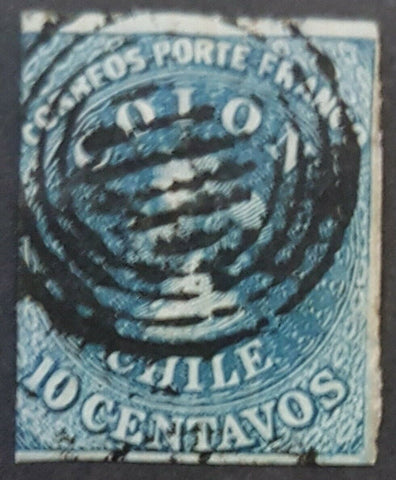 CORREOS PORTE FRANCO
COLON
CHILE
10 CENTAVOS